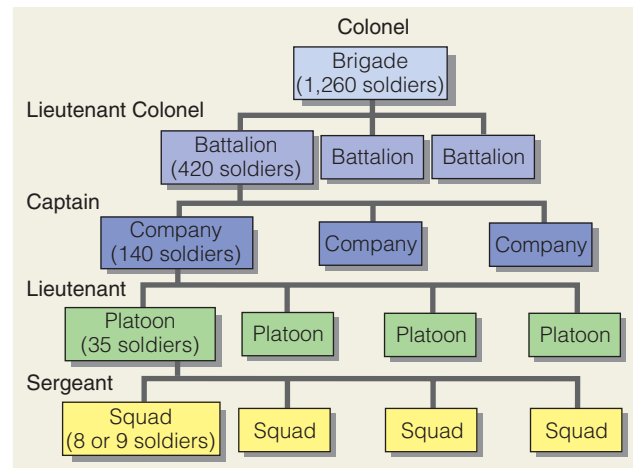 Colonel
Brigade
(1,260 soldiers)
Lieutenant Colonel
Battalion
(420 soldiers)
Battalion
Battalion
Captain
Company
(140 soldiers)
Company
Company
Lieutenant
Platoon
(35 soldiers)
Platoon
Platoon
Platoon
Sergeant
Squad
(8 or 9 soldiers)
Squad
Squad
Squad